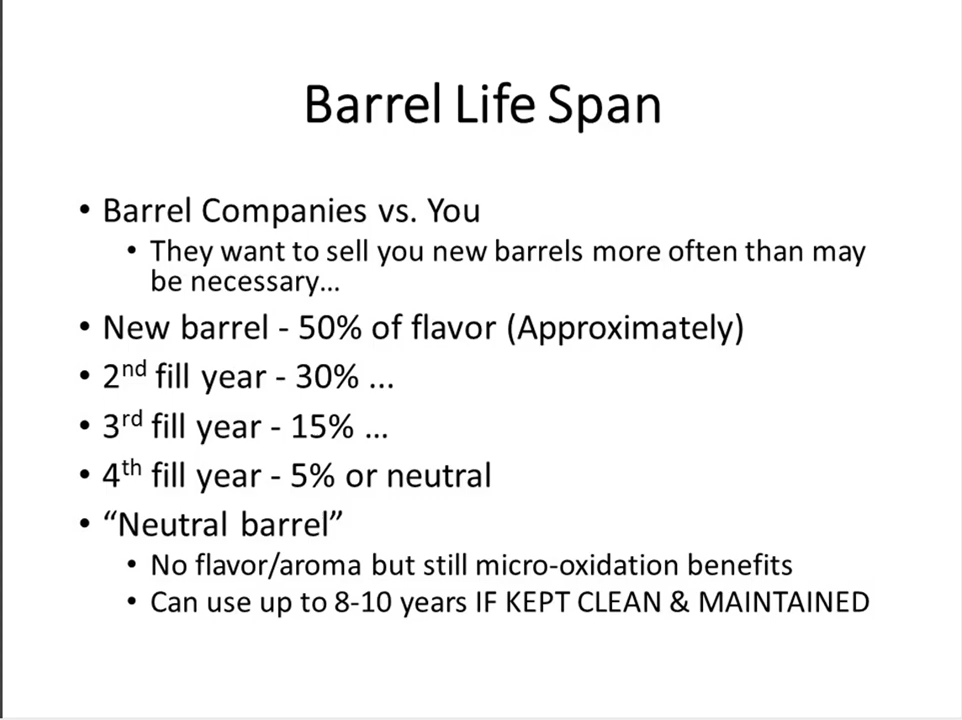 Barrel Life Span
• Barrel Companies vs. You
• They want to sell you new barrels more often than may
be necessary...
• New barrel - 50% of flavor (Approximately)
• 2nd fill year - 30% ...
• 3rd fill year - 15% ...
• 4th fill year - 5% or neutral
• “Neutral barrel”
• No flavor/aroma but still micro-oxidation benefits
• Can use up to 8-10 years IF KEPT CLEAN & MAINTAINED